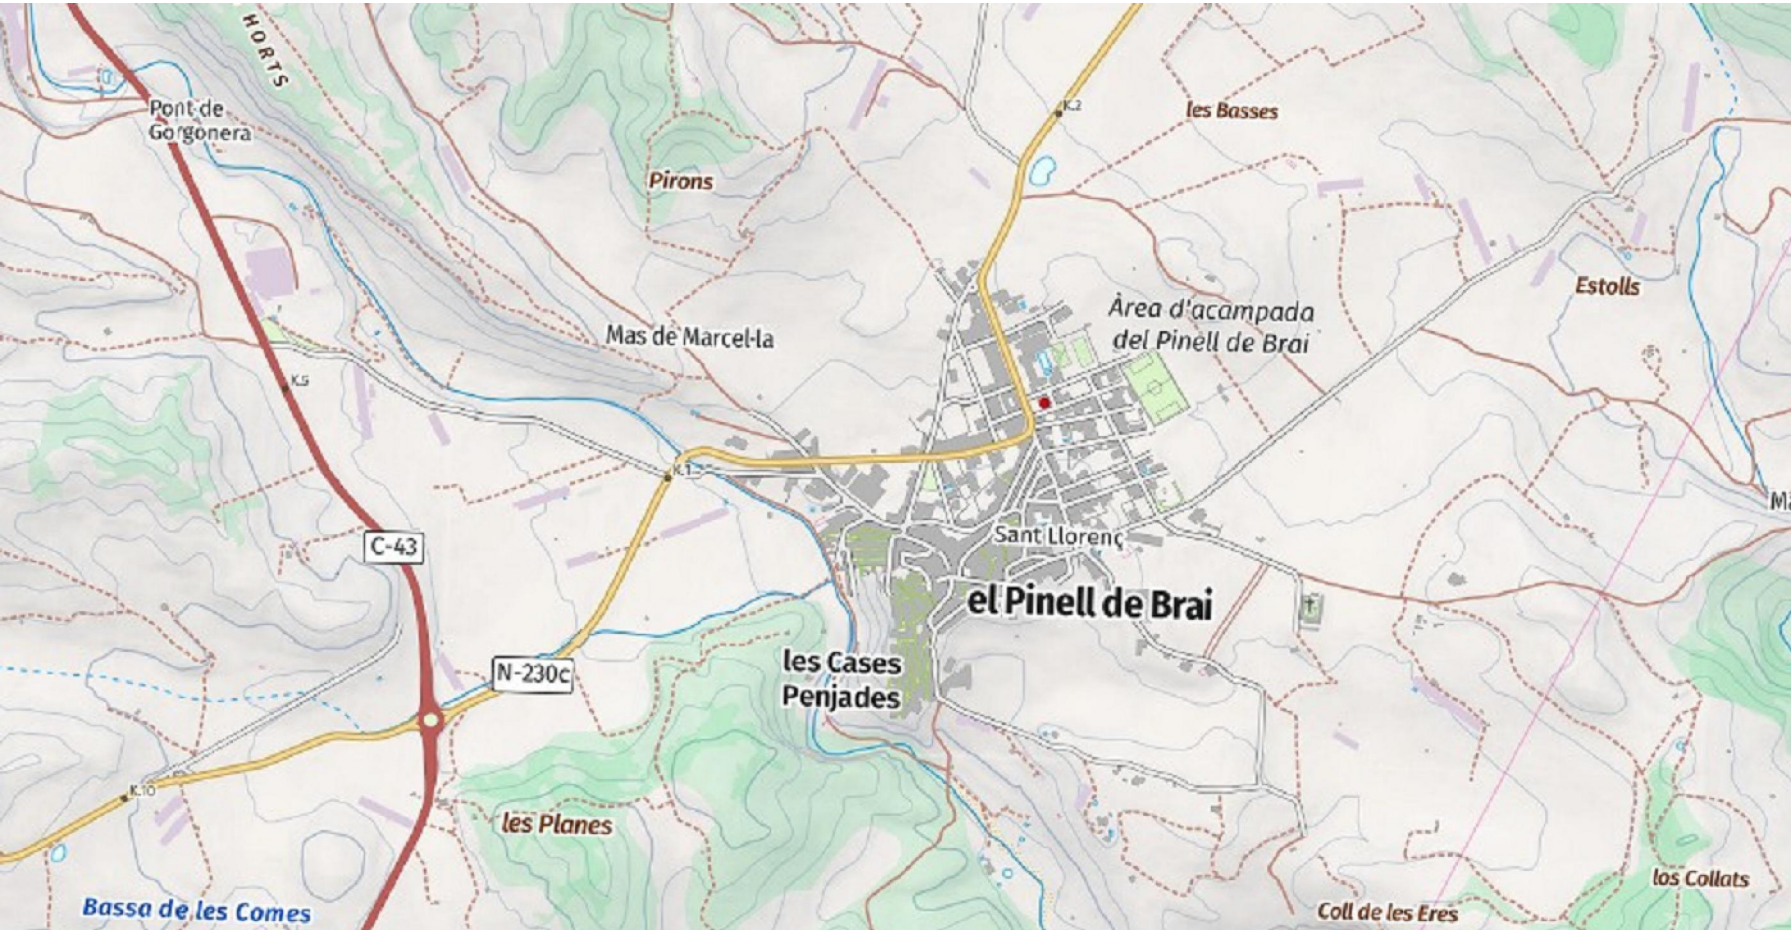 HORTS
Pont de
Gorgonera
K.2
les Basses
Pirons
Estolls
Àrea d'acampada
del Pinell de Brai
Mas de Marcel·la
K.5
K.1
C-43
Sant Llorenç
el Pinell de Brai
les Cases
Penjades
N-230c
K.10
les Planes
los Collats
Bassa de les Comes
Coll de les Eres